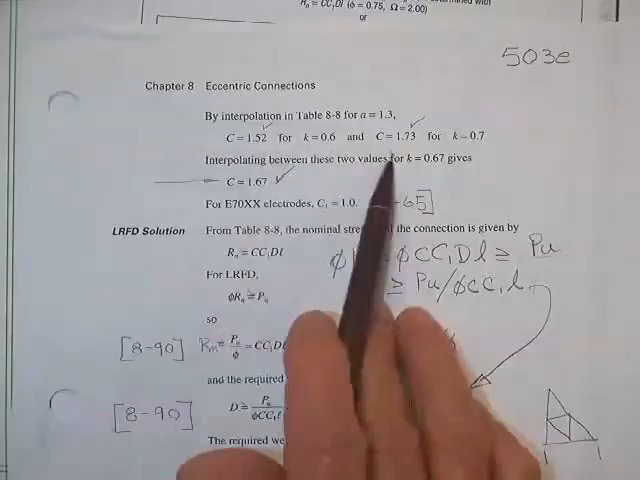 Rn = CC₁Dl (ϕ = 0.75, Ω = 2.00)
or
503e
Chapter 8 Eccentric Connections
By interpolation in Table 8-8 for a = 1.3,
C = 1.52 for k = 0.6 and C = 1.73 for k = 0.7
Interpolating between these two values for k = 0.67 gives
C = 1.67
For E70XX electrodes, C₁ = 1.0. 65]
LRFD Solution From Table 8-8, the nominal the connection is given by
Rn = CC₁Dl
ϕ ϕCC₁Dl ≥ Pu
For LRFD,
≥ Pu/ϕCC₁l
ϕRn ≥ Pu
so
[8-90] Rn = Pu/ϕ = CC₁Dl
and the required
[8-90] D ≥ Pu/ϕCC₁l
The required